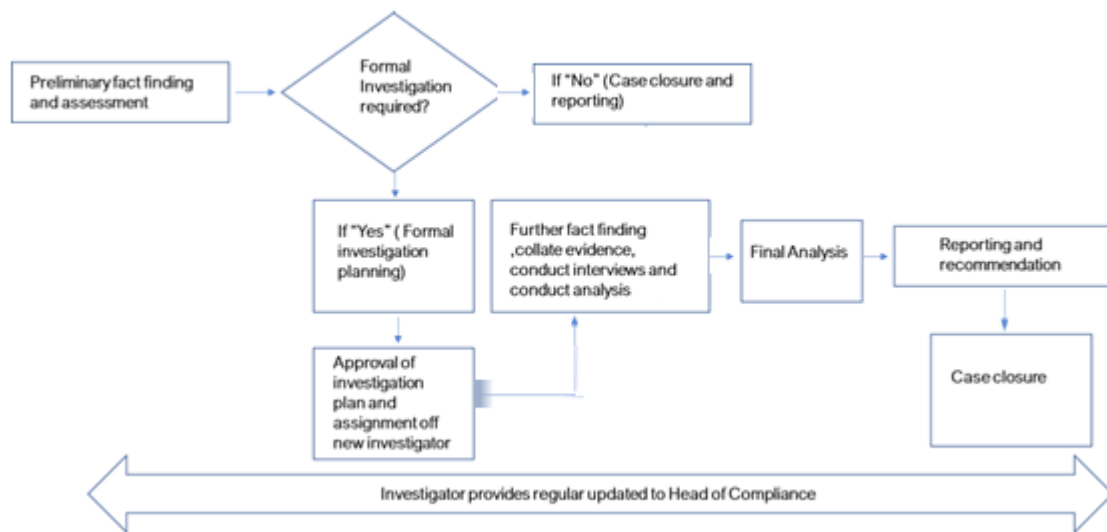 Preliminary fact finding
and assessment
Formal
Investigation
required?
If "No" (Case closure and
reporting)
If "Yes" ( Formal
investigation
planning)
Further fact finding
,collate evidence,
conduct interviews and
conduct analysis
Final Analysis
Reporting and
recommendation
Approval of
investigation
plan and
assignment off
new investigator
Case closure
Investigator provides regular updated to Head of Compliance